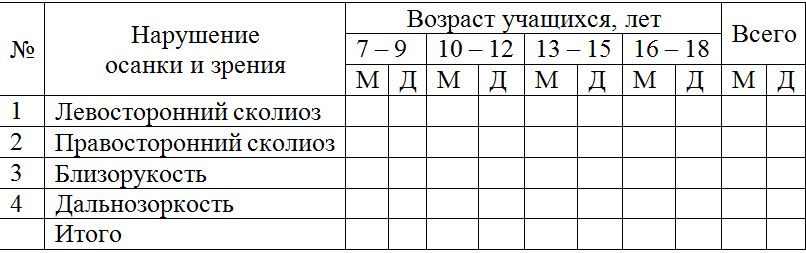 № Нарушение осанки и зрения Возраст учащихся, лет Всего
7 – 9 10 – 12 13 – 15 16 – 18
М Д М Д М Д М Д М Д
1 Левосторонний сколиоз
2 Правосторонний сколиоз
3 Близорукость
4 Дальнозоркость
Итого